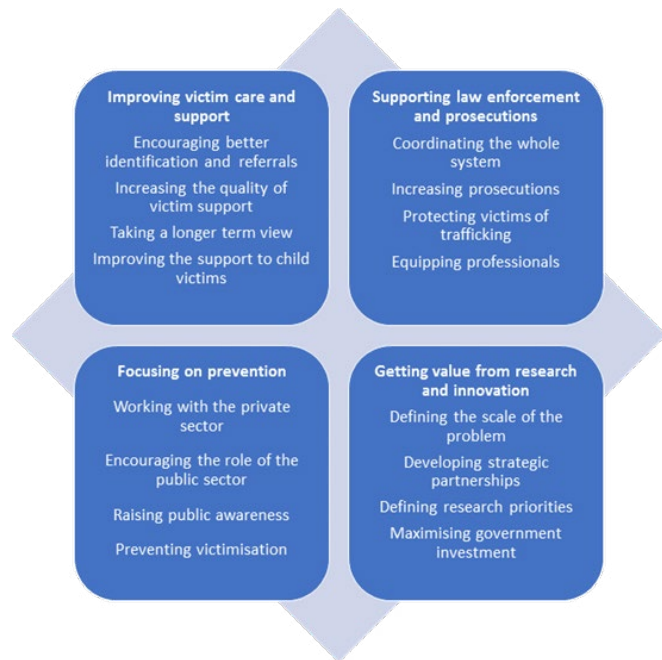 Improving victim care and
support
Encouraging better
identification and referrals
Increasing the quality of
victim support
Taking a longer term view
Improving the support to child
victims
Supporting law enforcement
and prosecutions
Coordinating the whole
system
Increasing prosecutions
Protecting victims of
trafficking
Equipping professionals
Focusing on prevention
Working with the private
sector
Encouraging the role of the
public sector
Raising public awareness
Preventing victimisation
Getting value from research
and innovation
Defining the scale of the
problem
Developing strategic
partnerships
Defining research priorities
Maximising government
investment